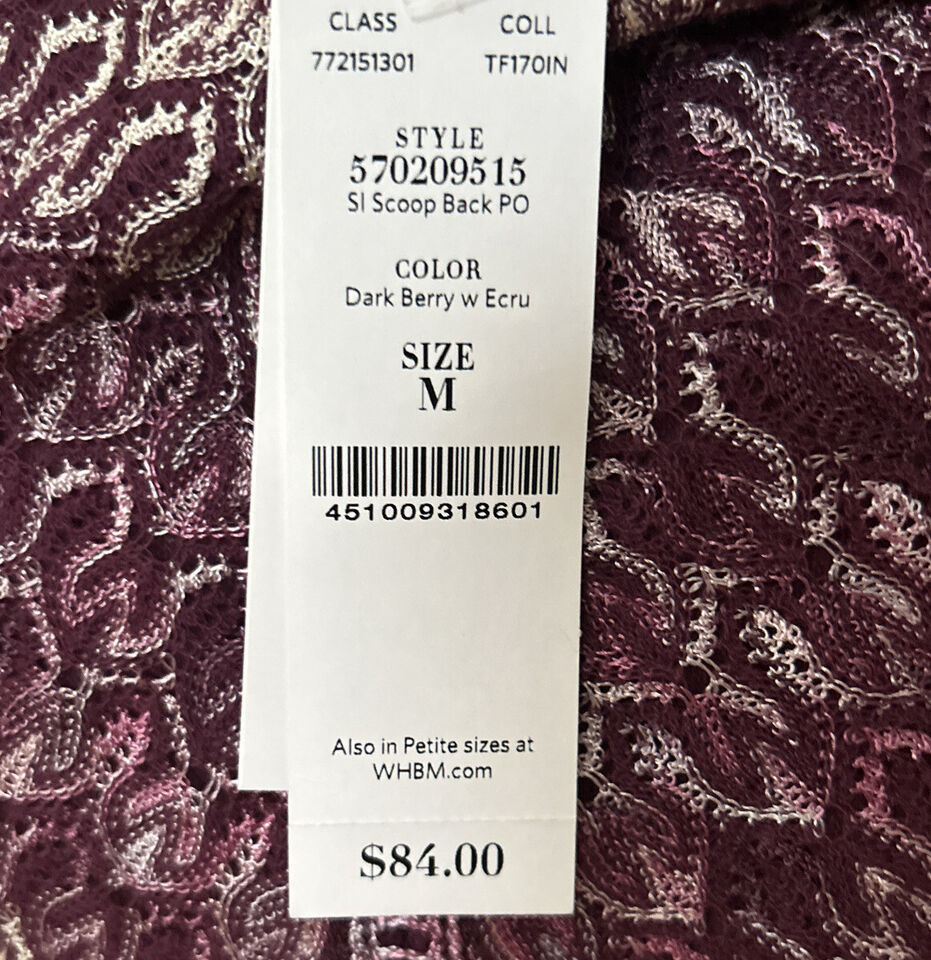 CLASS COLL
772151301 TF170IN
STYLE
570209515
Sl Scoop Back PO
COLOR
Dark Berry w Ecru
SIZE
M
451009318601
Also in Petite sizes at
WHBM.com
$84.00